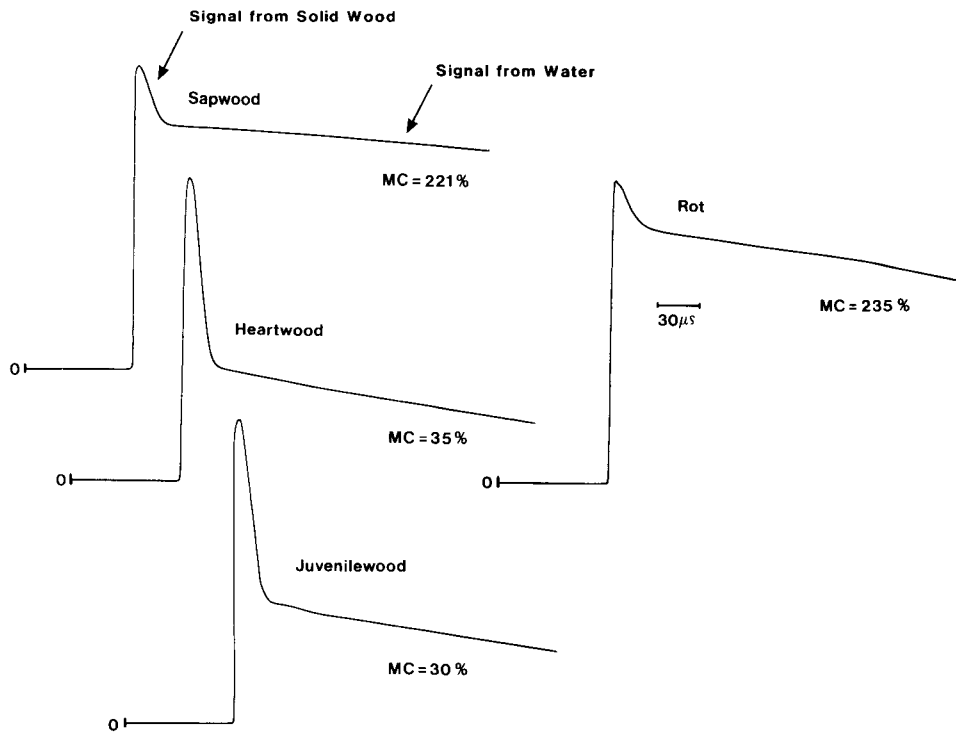 Signal from Solid Wood
Signal from Water
Sapwood
MC = 221%
Rot
30μs
MC = 235 %
Heartwood
0
MC = 35%
0
0
Juvenilewood
MC = 30 %
0